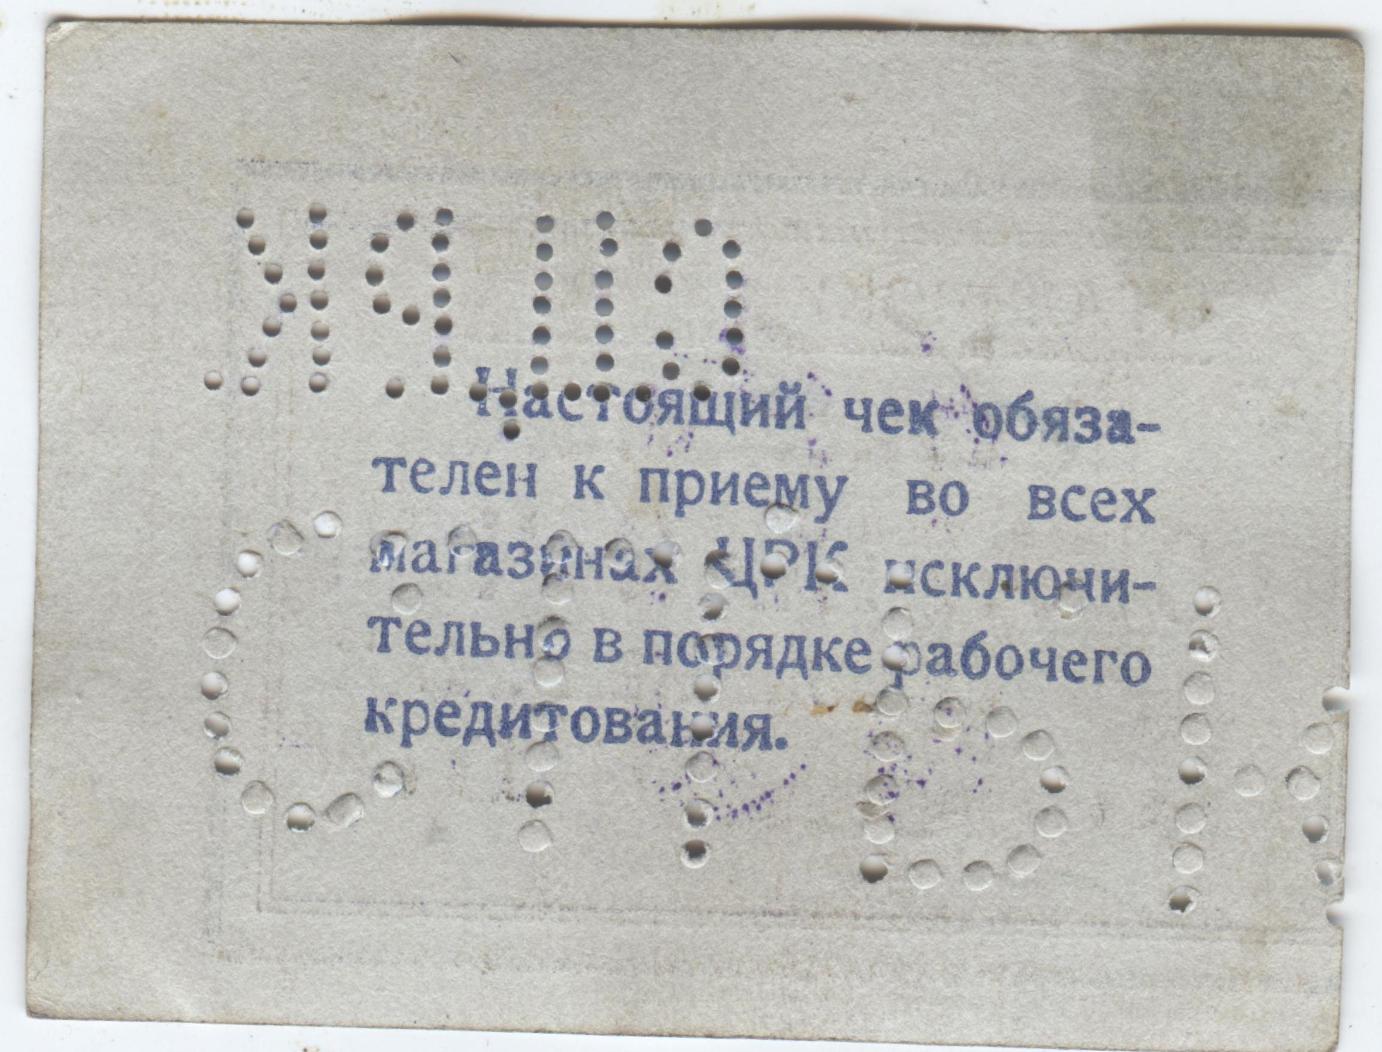 Настоящий чек обяза-
телен к приему во всех
магазинах ЦРК исключи-
тельно в порядке рабочего
кредитования.